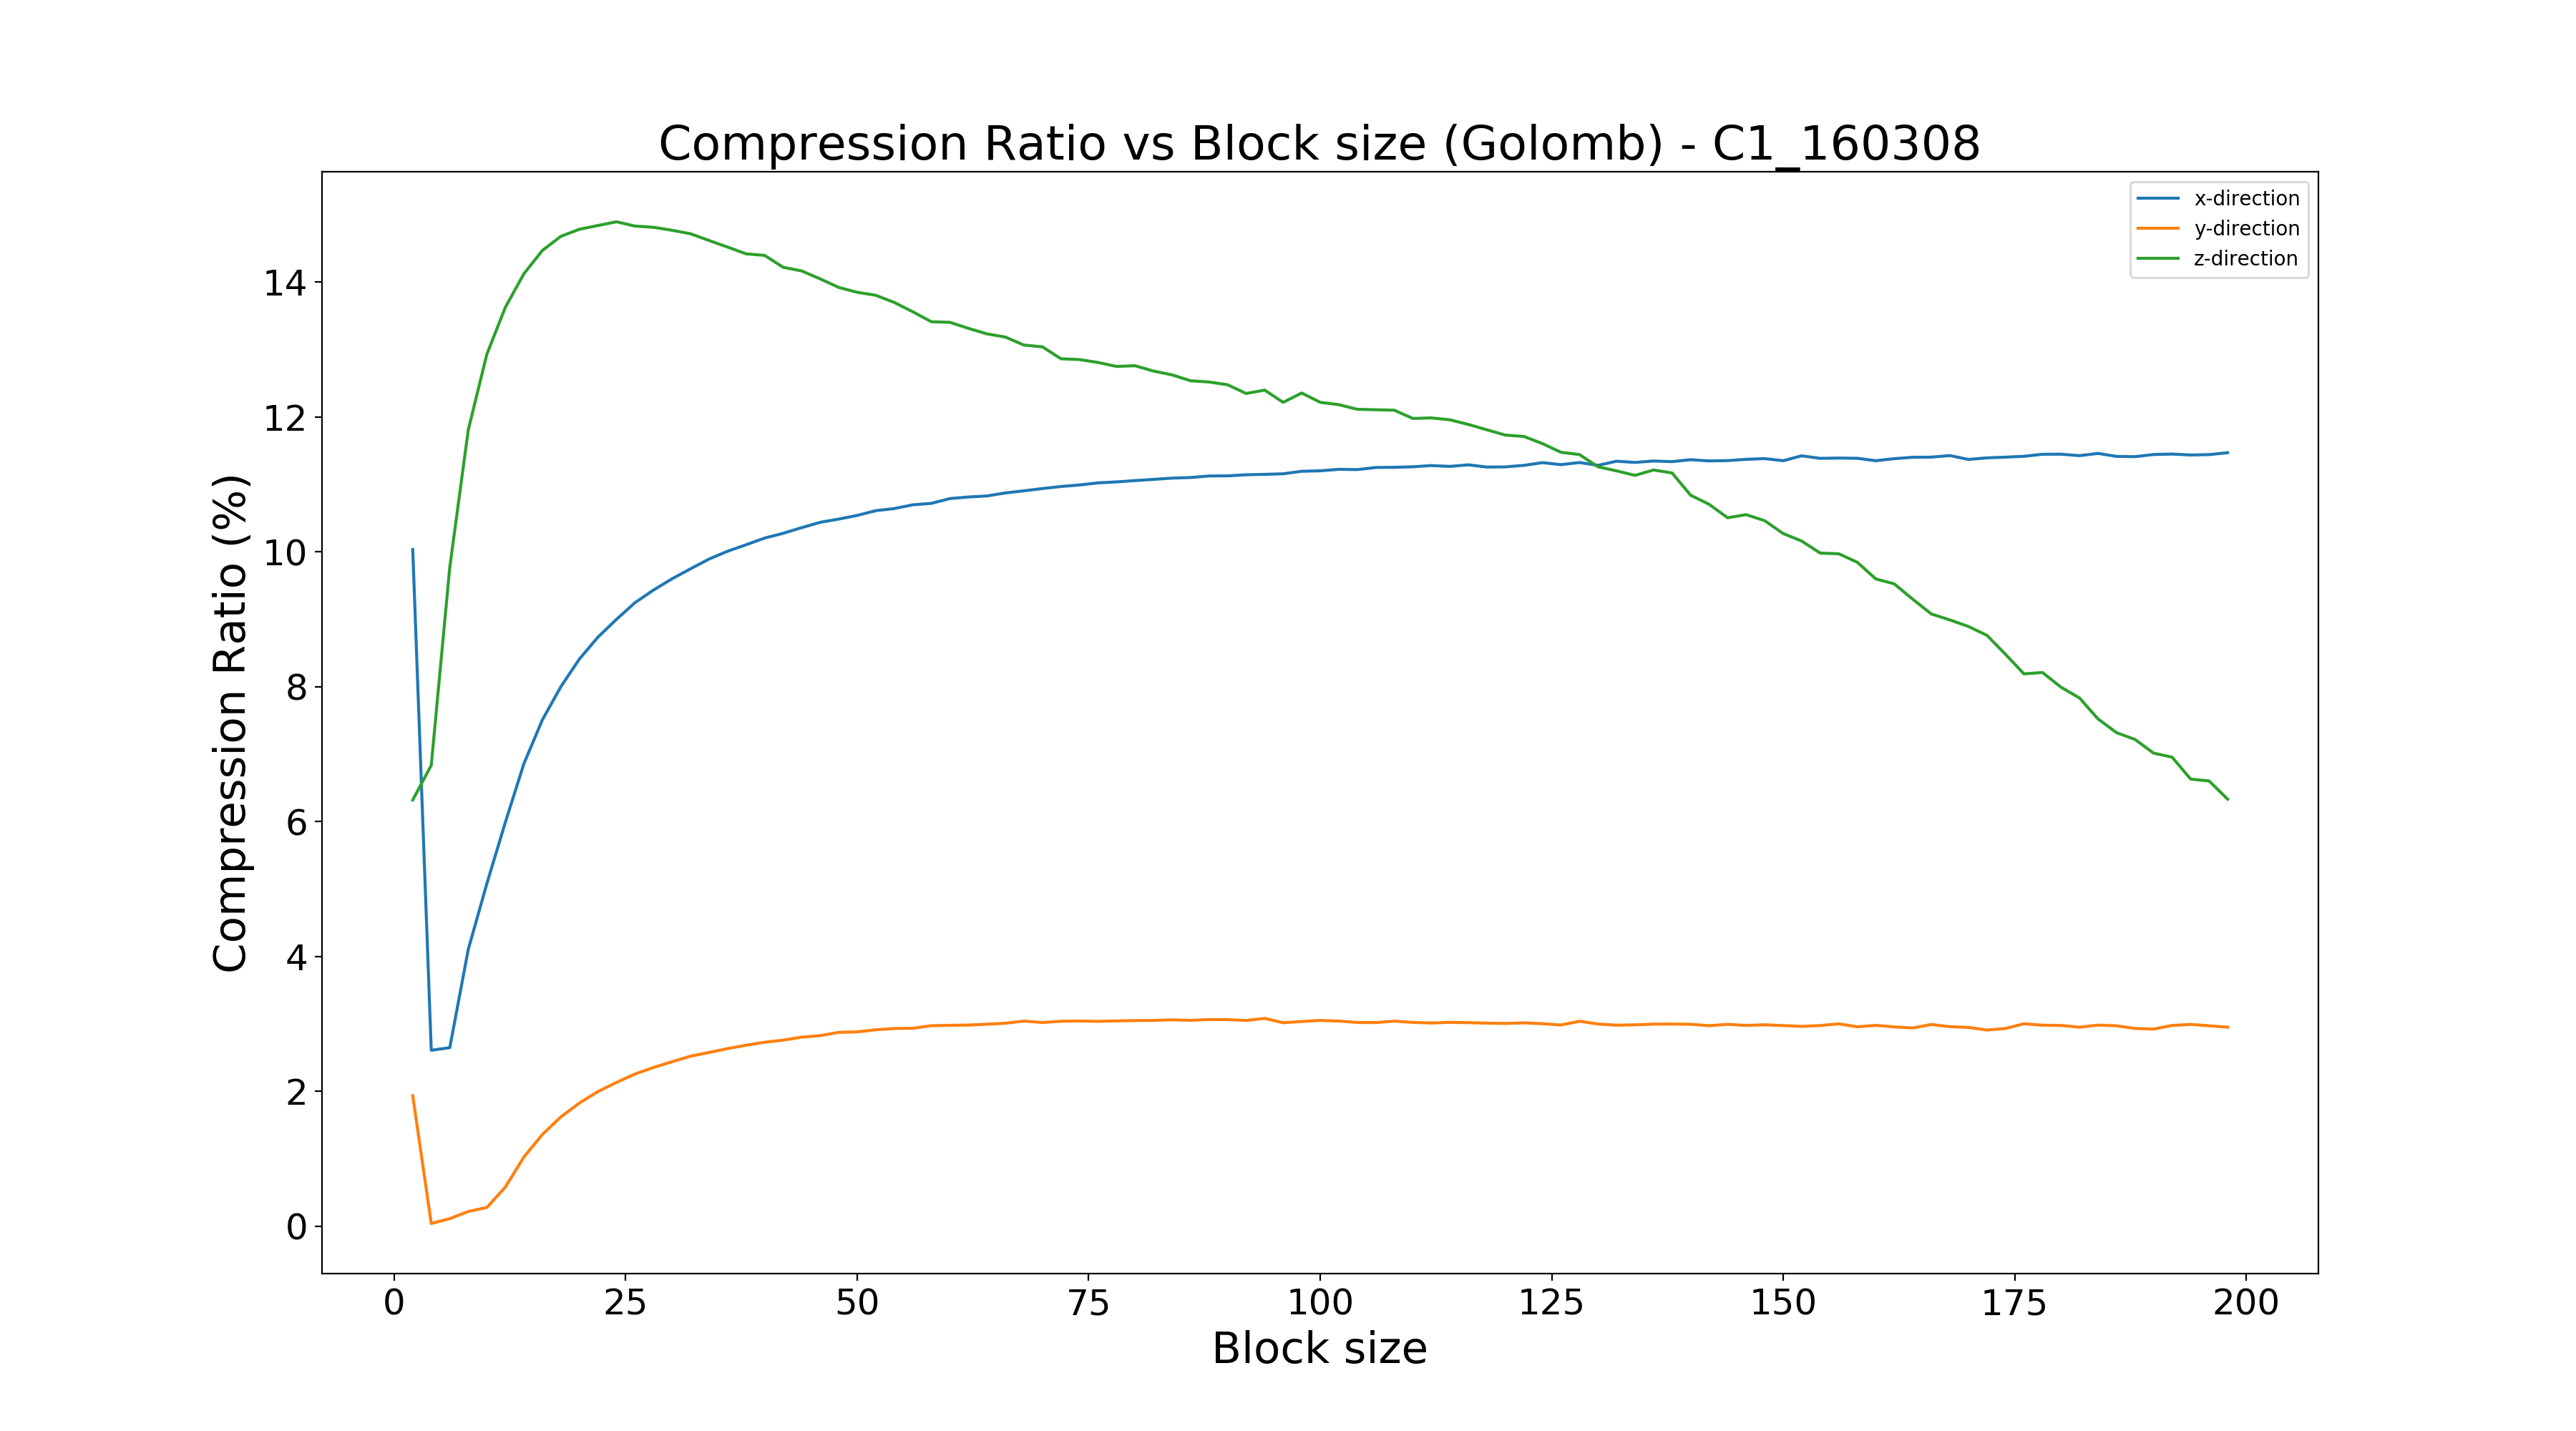 Compression Ratio vs Block size (Golomb) - C1_160308
x-direction
y-direction
z-direction
Compression Ratio (%)
14
12
10
8
6
4
2
0
0 25 50 75 100 125 150 175 200
Block size